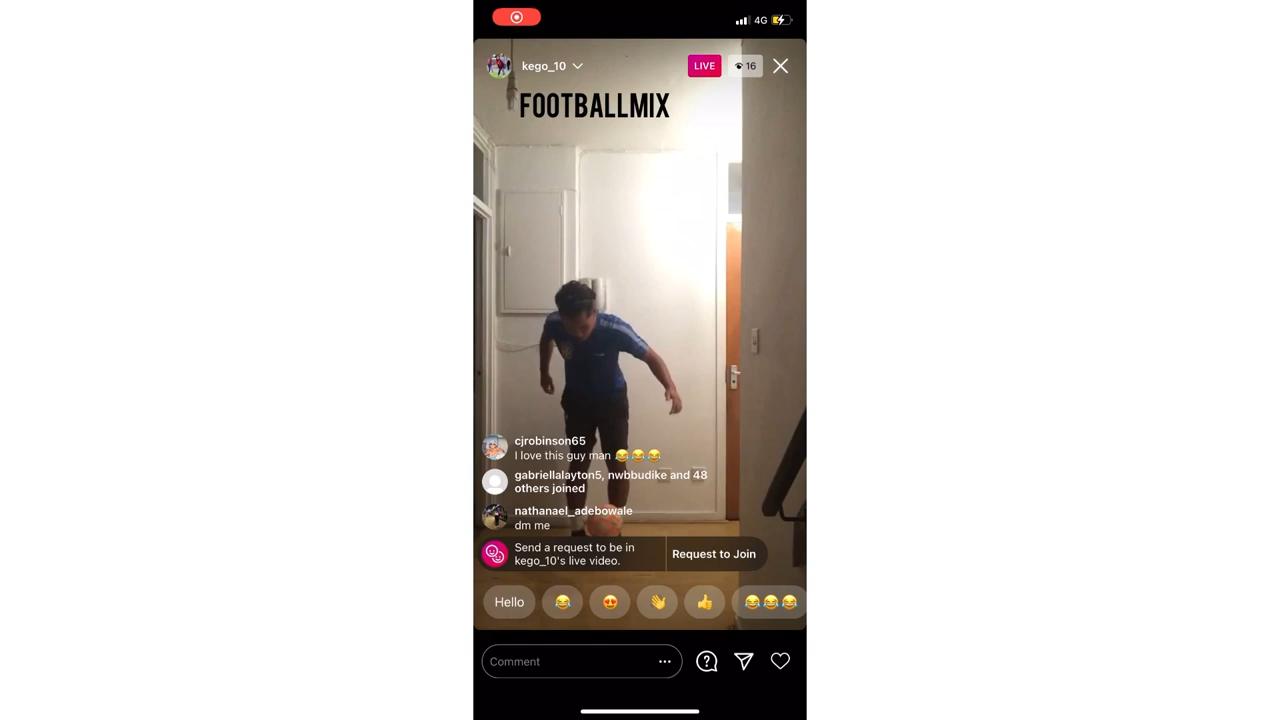 4G
kego_10
LIVE
16
FOOTBALLMIX
cjrobinson65
I love this guy man 😂😂😂
gabriellalayton5, nwbbudike and 48
others joined
nathanael_adebowale
dm me
Send a request to be in
kego_10's live video.
Request to Join
Hello
Comment